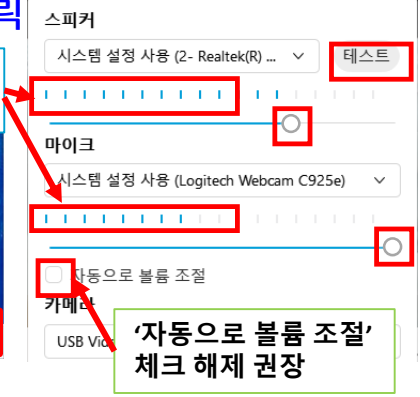 릭
스피커
시스템 설정 사용 (2- Realtek(R) ...
테스트
마이크
시스템 설정 사용 (Logitech Webcam C925e)
자동으로 볼륨 조절
카메라
USB Vid
‘자동으로 볼륨 조절’
체크 해제 권장